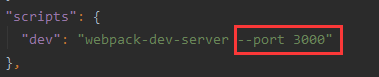 "scripts": {
"dev": "webpack-dev-server --port 3000"
},